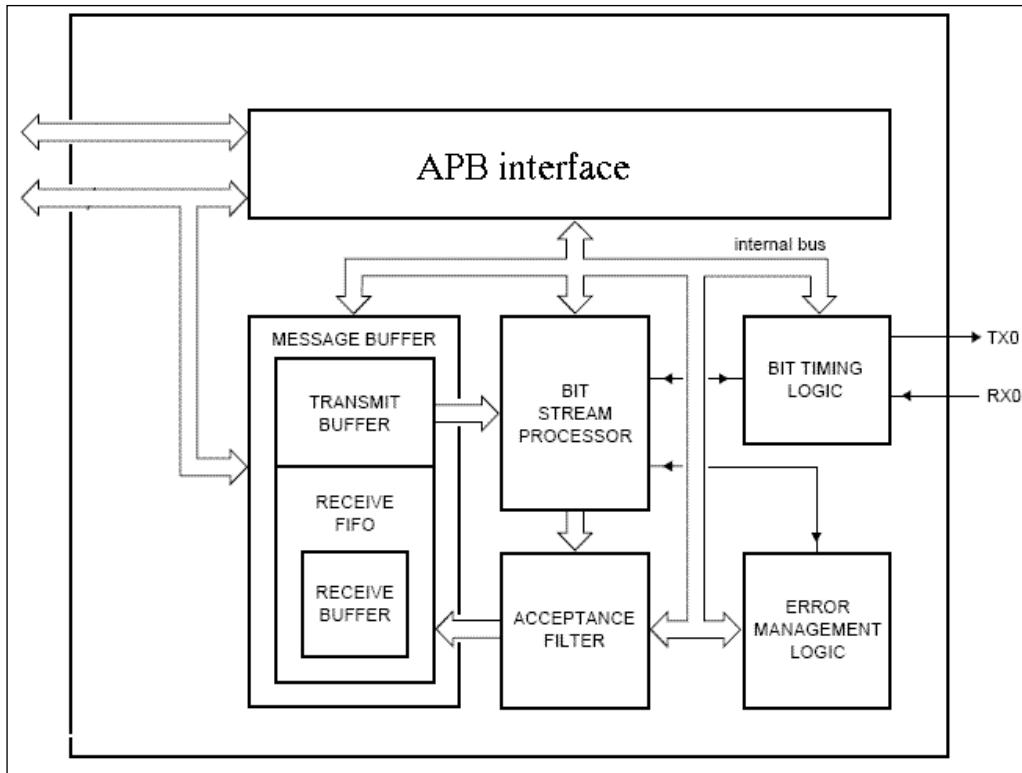 APB interface
internal bus
MESSAGE BUFFER
TRANSMIT
BUFFER
RECEIVE
FIFO
RECEIVE
BUFFER
BIT
STREAM
PROCESSOR
ACCEPTANCE
FILTER
BIT TIMING
LOGIC
ERROR
MANAGEMENT
LOGIC
TX0
RX0